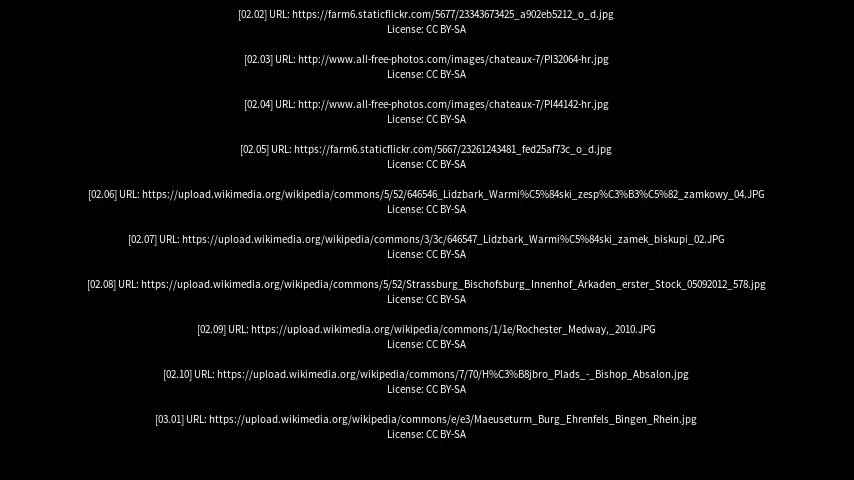 [02.02] URL: https://farm6.staticflickr.com/5677/23343673425_a902eb5212_o_d.jpg
License: CC BY-SA
[02.03] URL: http://www.all-free-photos.com/images/chateaux-7/PI32064-hr.jpg
License: CC BY-SA
[02.04] URL: http://www.all-free-photos.com/images/chateaux-7/PI44142-hr.jpg
License: CC BY-SA
[02.05] URL: https://farm6.staticflickr.com/5667/23261243481_fed25af73c_o_d.jpg
License: CC BY-SA
[02.06] URL: https://upload.wikimedia.org/wikipedia/commons/5/52/646546_Lidzbark_Warmi%C5%84ski_zesp%C3%B3%C5%82_zamkowy_04.JPG
License: CC BY-SA
[02.07] URL: https://upload.wikimedia.org/wikipedia/commons/3/3c/646547_Lidzbark_Warmi%C5%84ski_zamek_biskupi_02.JPG
License: CC BY-SA
[02.08] URL: https://upload.wikimedia.org/wikipedia/commons/5/52/Strassburg_Bischofsburg_Innenhof_Arkaden_erster_Stock_05092012_578.jpg
License: CC BY-SA
[02.09] URL: https://upload.wikimedia.org/wikipedia/commons/1/1e/Rochester_Medway,_2010.JPG
License: CC BY-SA
[02.10] URL: https://upload.wikimedia.org/wikipedia/commons/7/70/H%C3%B8jbro_Plads_-_Bishop_Absalon.jpg
License: CC BY-SA
[03.01] URL: https://upload.wikimedia.org/wikipedia/commons/e/e3/Maeuseturm_Burg_Ehrenfels_Bingen_Rhein.jpg
License: CC BY-SA